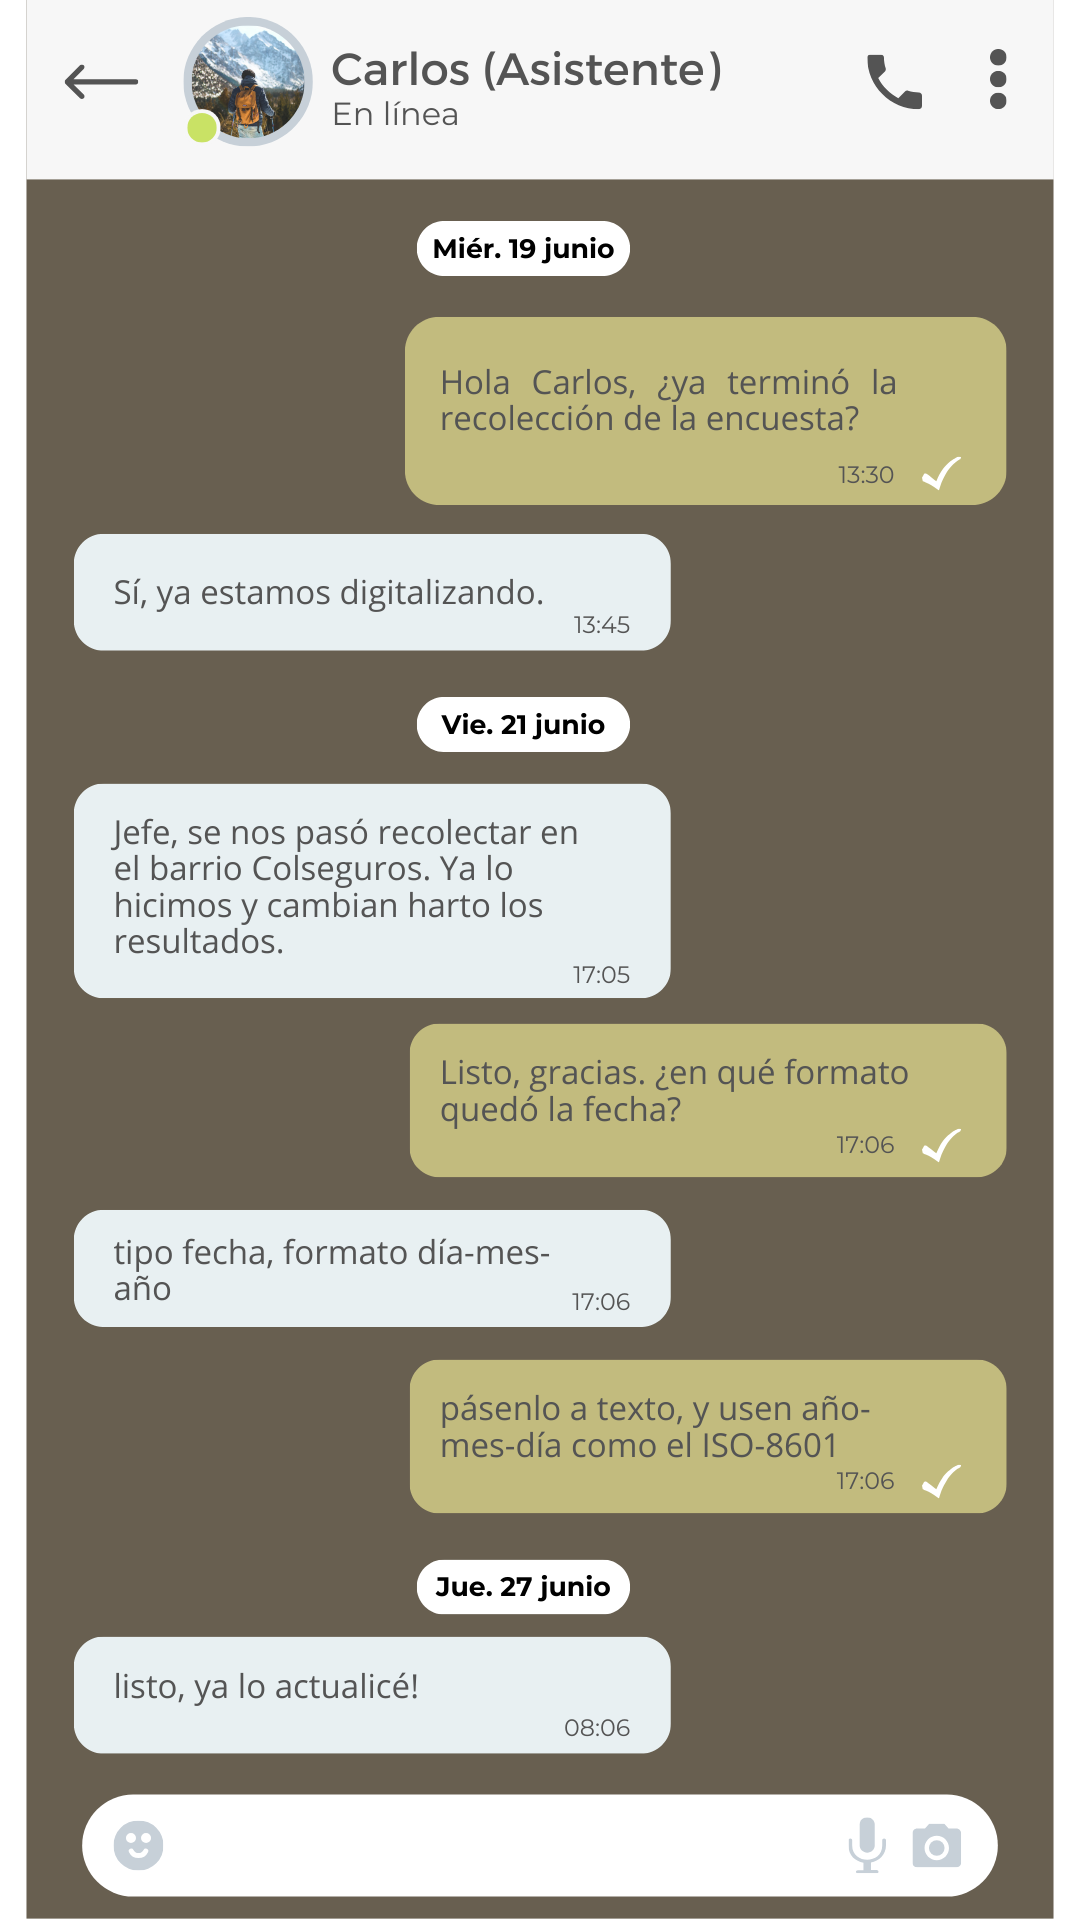 Carlos (Asistente)
En línea
Miér. 19 junio
Hola Carlos, ¿ya terminó la
recolección de la encuesta?
13:30
Sí, ya estamos digitalizando.
13:45
Vie. 21 junio
Jefe, se nos pasó recolectar en
el barrio Colseguros. Ya lo
hicimos y cambian harto los
resultados.
17:05
Listo, gracias. ¿en qué formato
quedó la fecha?
17:06
tipo fecha, formato día-mes-
año
17:06
pásenlo a texto, y usen año-
mes-día como el ISO-8601
17:06
Jue. 27 junio
listo, ya lo actualicé!
08:06